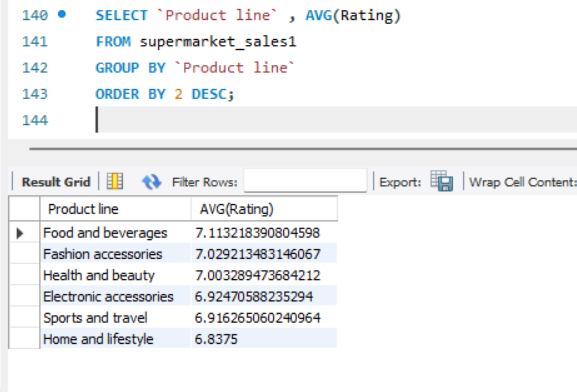 140 SELECT `Product line` , AVG(Rating)
141 FROM supermarket_sales1
142 GROUP BY `Product line`
143 ORDER BY 2 DESC;
144
Result Grid Filter Rows: Export: Wrap Cell Content:
Product line AVG(Rating)
Food and beverages 7.113218390804598
Fashion accessories 7.029213483146067
Health and beauty 7.003289473684212
Electronic accessories 6.92470588235294
Sports and travel 6.916265060240964
Home and lifestyle 6.8375